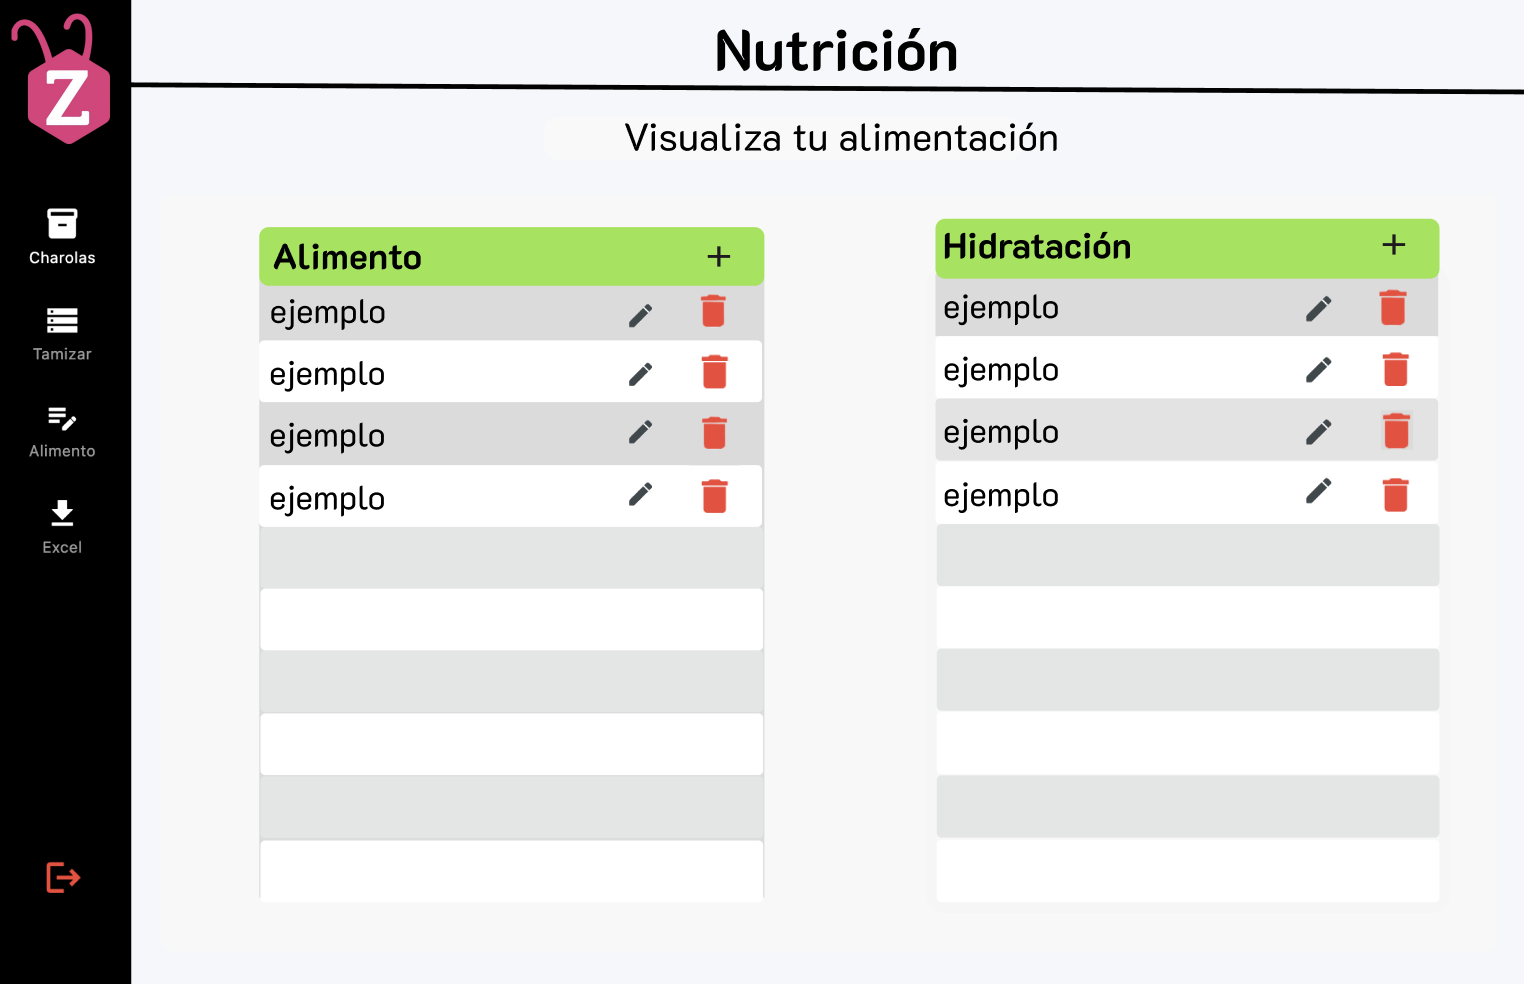 Z
Nutrición
Visualiza tu alimentación
Charolas
Tamizar
Alimento
Excel
Alimento +
ejemplo
ejemplo
ejemplo
ejemplo
Hidratación +
ejemplo
ejemplo
ejemplo
ejemplo